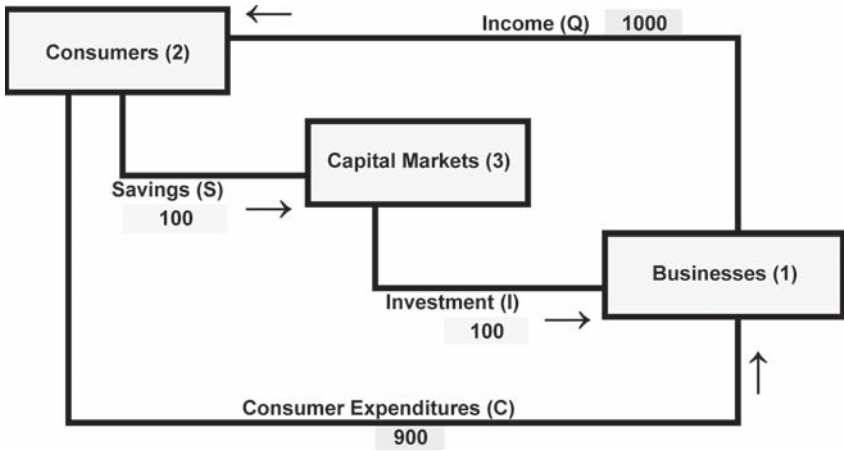 Income (Q) 1000
Consumers (2)
Capital Markets (3)
Savings (S)
100
Businesses (1)
Investment (I)
100
Consumer Expenditures (C)
900